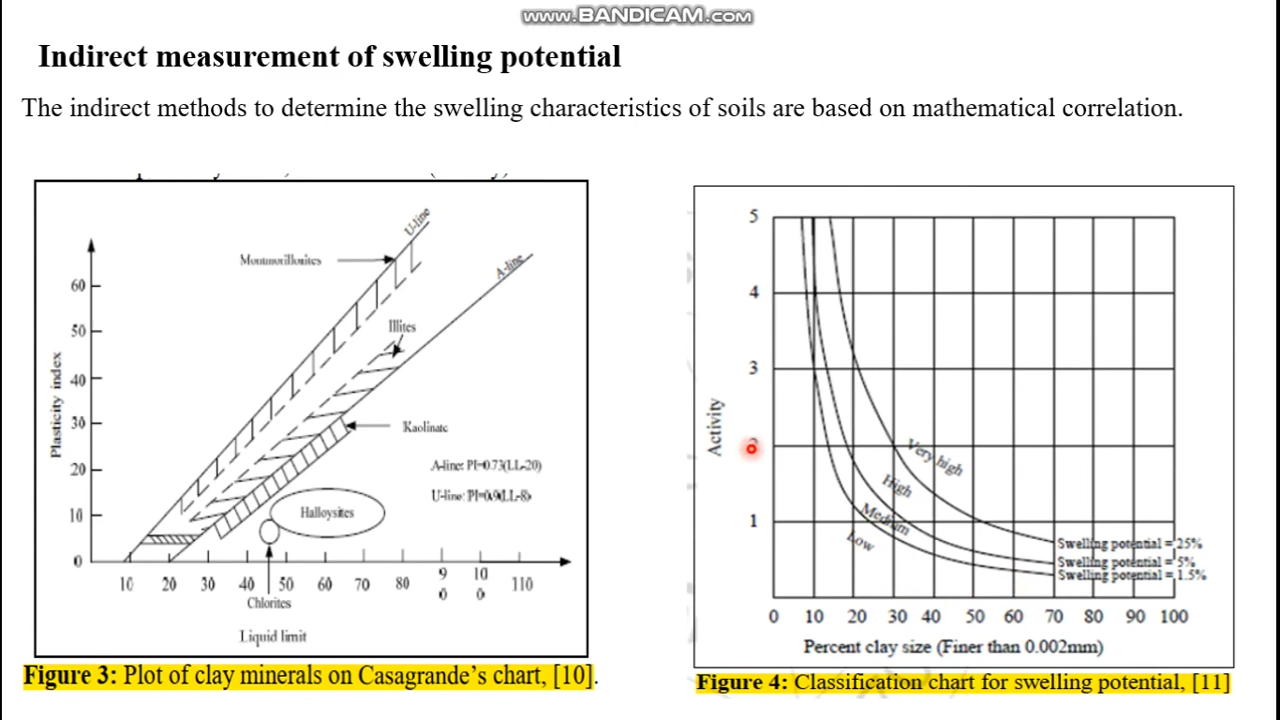 www.BANDICAM.com
Indirect measurement of swelling potential
The indirect methods to determine the swelling characteristics of soils are based on mathematical correlation.
U-line
Montmorillonites
A-line
60
Illites
50
Plasticity index
40
30
Kaolinate
20
A-line: PI=0.73(LL-20)
U-line: PI=0.9(LL-8)
10
Halloysites
0
10 20 30 40 50 60 70 80 90 100 110
Chlorites
Liquid limit
Figure 3: Plot of clay minerals on Casagrande’s chart, [10].
5
4
3
Activity
Very high
High
Medium
Low
1
Swelling potential = 25%
Swelling potential = 5%
Swelling potential = 1.5%
0 10 20 30 40 50 60 70 80 90 100
Percent clay size (Finer than 0.002mm)
Figure 4: Classification chart for swelling potential, [11]